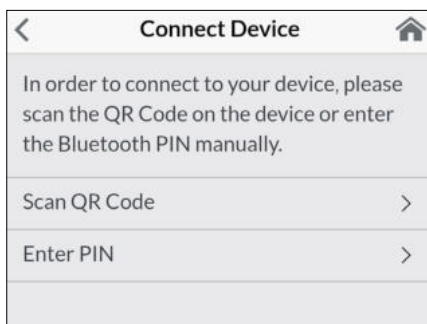 Connect Device
In order to connect to your device, please
scan the QR Code on the device or enter
the Bluetooth PIN manually.
Scan QR Code
Enter PIN